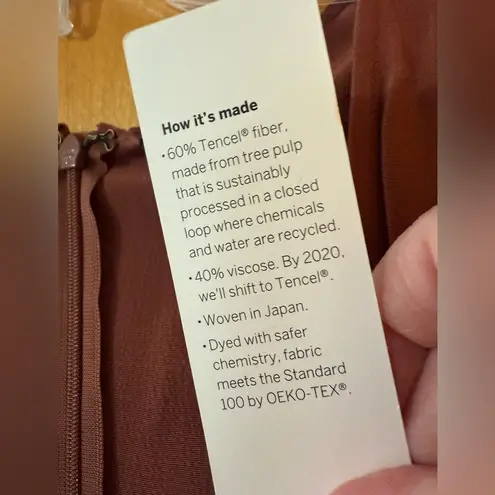 How it's made
•60% Tencel® fiber,
made from tree pulp
that is sustainably
processed in a closed
loop where chemicals
and water are recycled.
•40% viscose. By 2020,
we'll shift to Tencel®.
•Woven in Japan.
•Dyed with safer
chemistry, fabric
meets the Standard
100 by OEKO-TEX®.